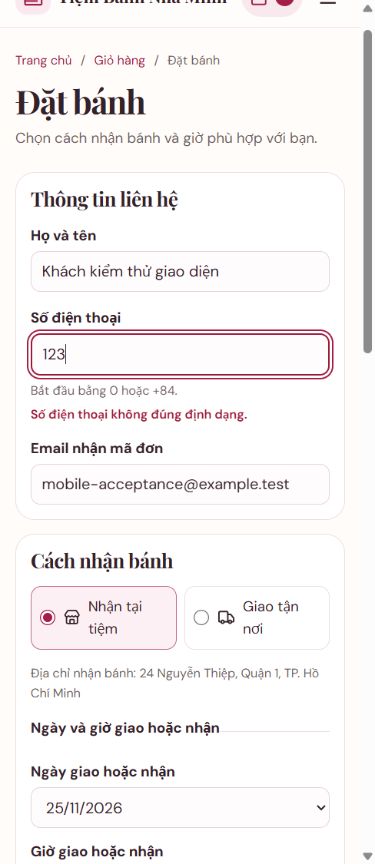 Tiệm Bánh Nhà Mình
Trang chủ / Giỏ hàng / Đặt bánh
Đặt bánh
Chọn cách nhận bánh và giờ phù hợp với bạn.
Thông tin liên hệ
Họ và tên
Khách kiểm thử giao diện
Số điện thoại
123
Bắt đầu bằng 0 hoặc +84.
Số điện thoại không đúng định dạng.
Email nhận mã đơn
mobile-acceptance@example.test
Cách nhận bánh
Nhận tại
tiệm
Giao tận
nơi
Địa chỉ nhận bánh: 24 Nguyễn Thiệp, Quận 1, TP. Hồ
Chí Minh
Ngày và giờ giao hoặc nhận
Ngày giao hoặc nhận
25/11/2026
Giờ giao hoặc nhận